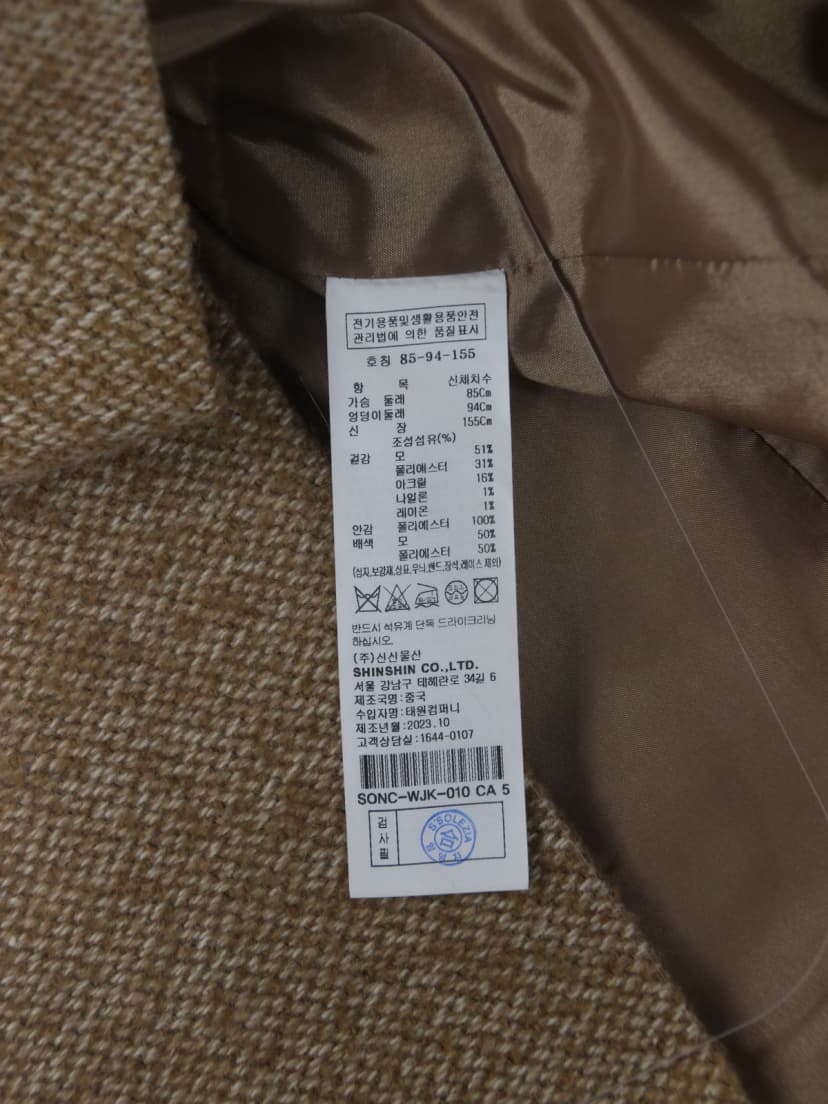 전기용품및생활용품안전
관리법에 의한 품질표시
호칭 85-94-155
항 목 신체치수
가슴 둘레 85Cm
엉덩이둘레 94Cm
신 장 155Cm
조성섬유(%)
겉감 모 51%
폴리에스터 31%
아크릴 16%
나일론 1%
레이온 1%
안감 폴리에스터 100%
배색 모 50%
폴리에스터 50%
(심지,보강재,상표,무늬,밴드,장식,레이스 제외)
반드시 석유계 단독 드라이크리닝
하십시오.
(주)신신물산
SHINSHIN CO.,LTD.
서울 강남구 테헤란로 34길 6
제조국명:중국
수입자명:태원컴퍼니
제조년월:2023.10
고객상담실:1644-0107
SONC-WJK-010 CA 5
검사필
S'SOLEZIA